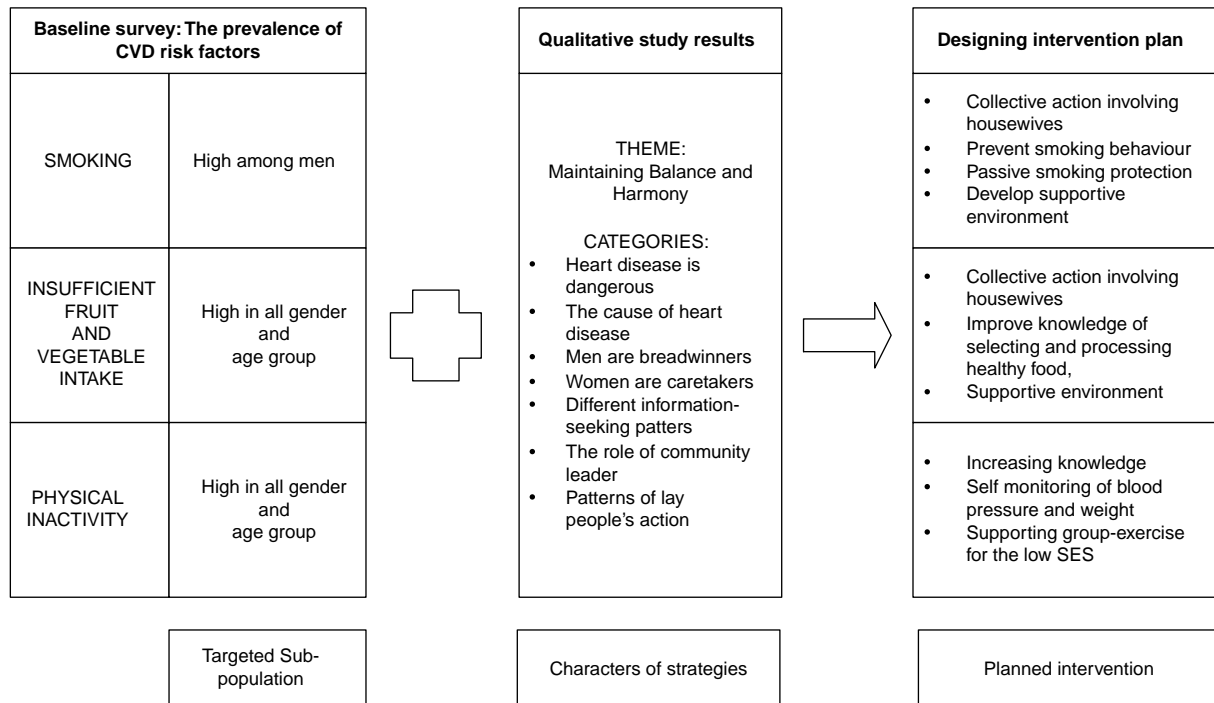 Baseline survey: The prevalence of
CVD risk factors
SMOKING
High among men
INSUFFICIENT
FRUIT
AND
VEGETABLE
INTAKE
High in all gender
and
age group
PHYSICAL
INACTIVITY
High in all gender
and
age group
Targeted Sub-
population
Qualitative study results
THEME:
Maintaining Balance and
Harmony
CATEGORIES:
• Heart disease is
dangerous
• The cause of heart
disease
• Men are breadwinners
• Women are caretakers
• Different information-
seeking patters
• The role of community
leader
• Patterns of lay
people’s action
Characters of strategies
Designing intervention plan
• Collective action involving
housewives
• Prevent smoking behaviour
• Passive smoking protection
• Develop supportive
environment
• Collective action involving
housewives
• Improve knowledge of
selecting and processing
healthy food,
• Supportive environment
• Increasing knowledge
• Self monitoring of blood
pressure and weight
• Supporting group-exercise
for the low SES
Planned intervention